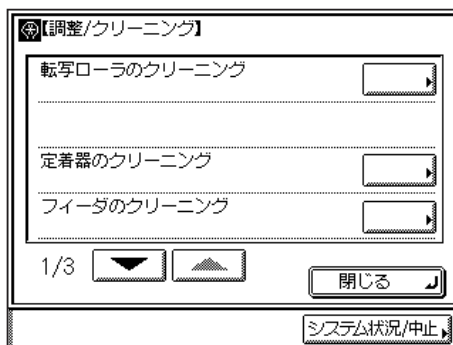 【調整/クリーニング】
転写ローラのクリーニング
定着器のクリーニング
フィーダのクリーニング
1/3
閉じる
システム状況/中止